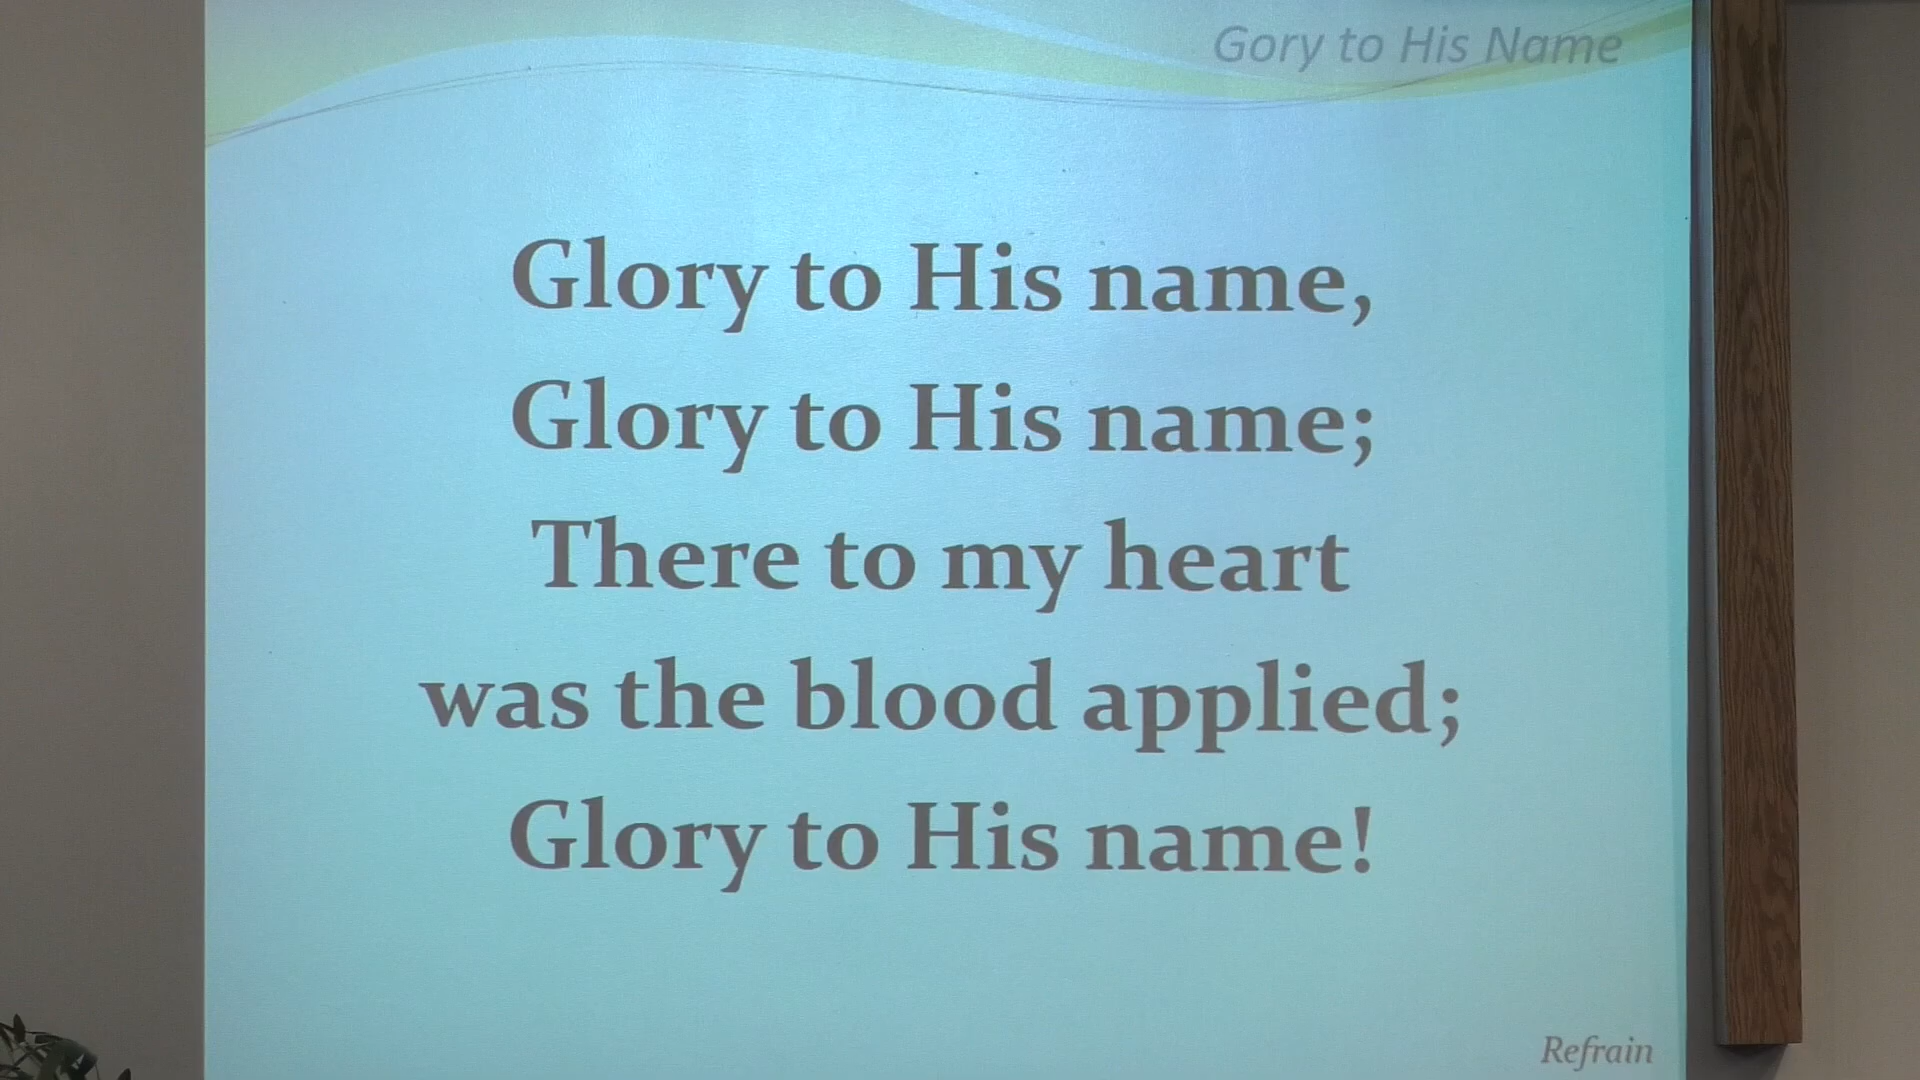 Gory to His Name
Glory to His name,
Glory to His name;
There to my heart
was the blood applied;
Glory to His name!
Refrain